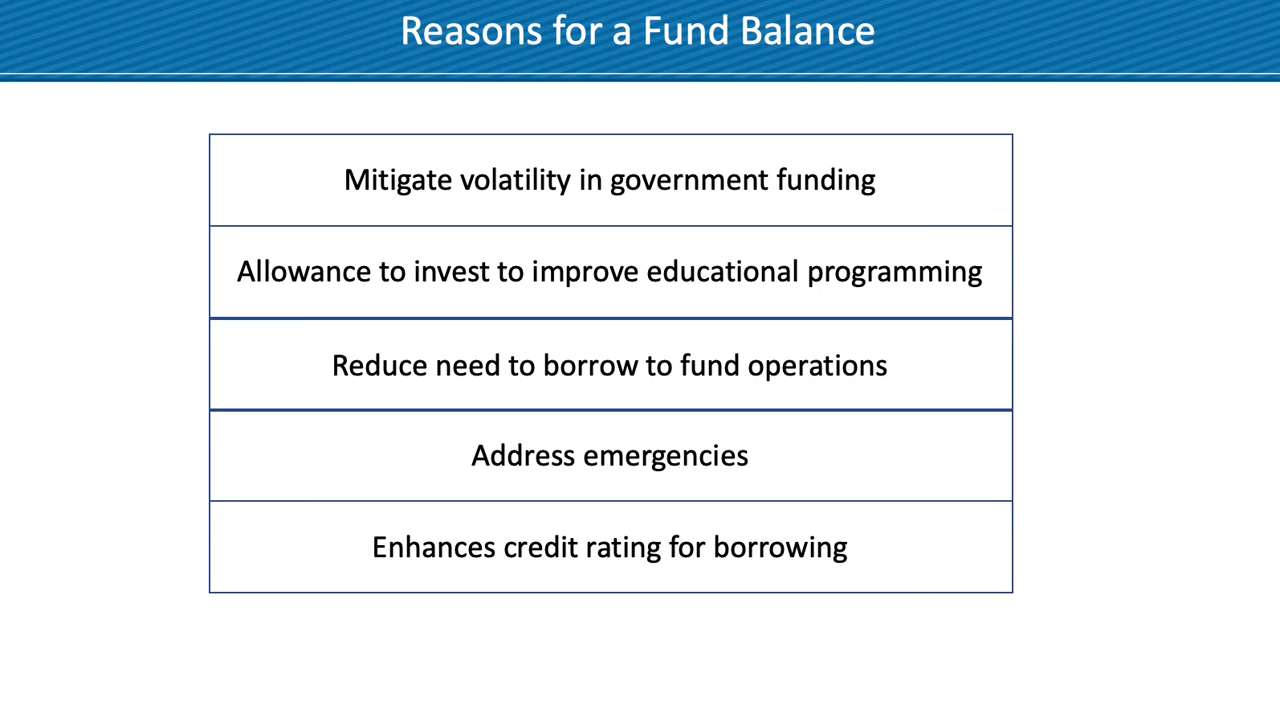 Reasons for a Fund Balance
Mitigate volatility in government funding
Allowance to invest to improve educational programming
Reduce need to borrow to fund operations
Address emergencies
Enhances credit rating for borrowing